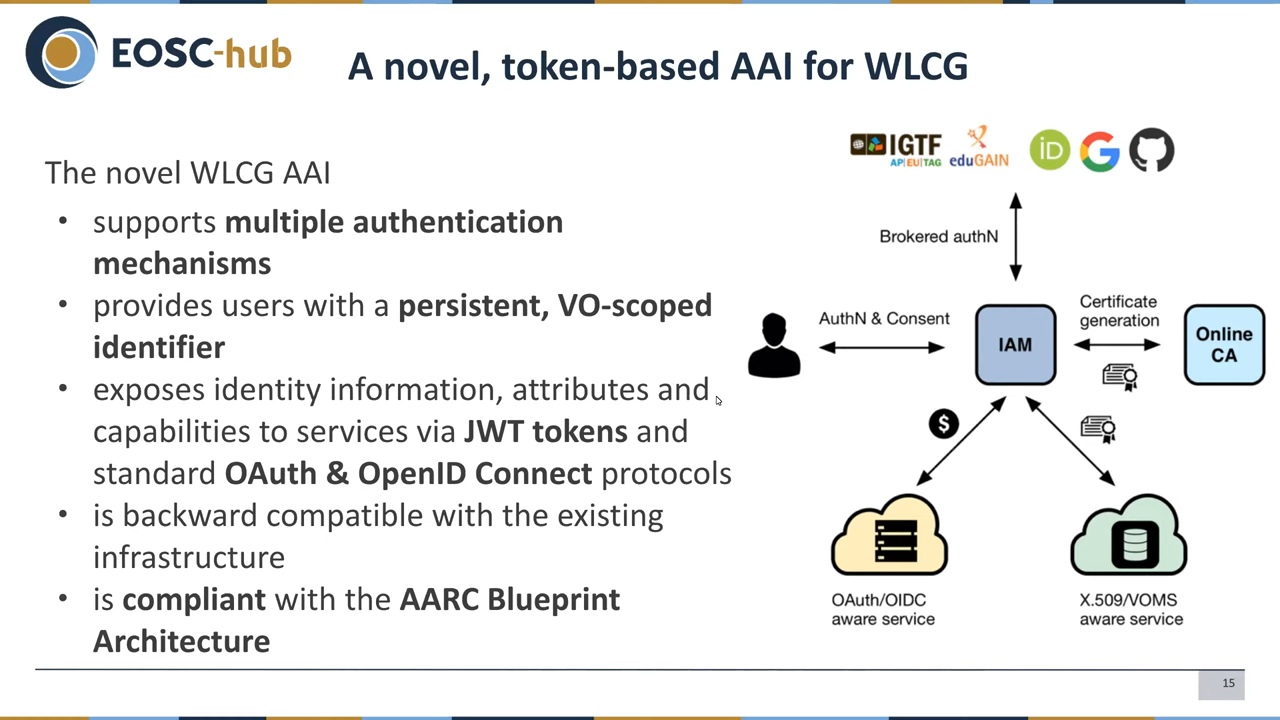 EOSC-hub
A novel, token-based AAI for WLCG
The novel WLCG AAI
• supports multiple authentication
mechanisms
• provides users with a persistent, VO-scoped
identifier
• exposes identity information, attributes and
capabilities to services via JWT tokens and
standard OAuth & OpenID Connect protocols
• is backward compatible with the existing
infrastructure
• is compliant with the AARC Blueprint
Architecture
IGTF
AP|EU|TAG
eduGAIN
iD
G
Brokered authN
AuthN & Consent
IAM
Certificate
generation
Online
CA
$
OAuth/OIDC
aware service
X.509/VOMS
aware service
15